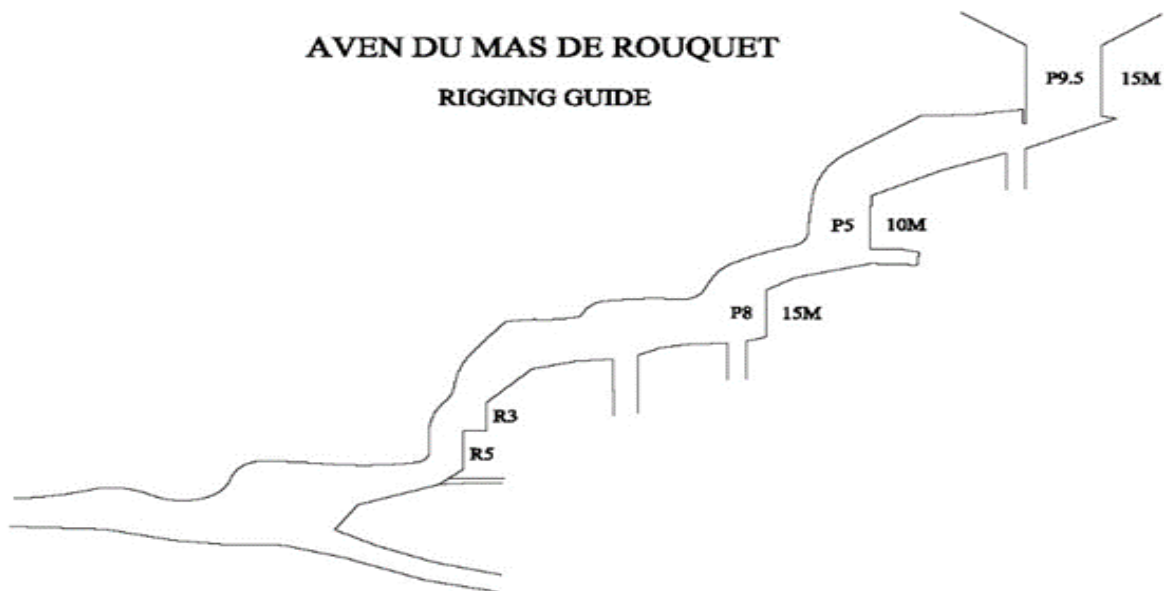 AVEN DU MAS DE ROUQUET
RIGGING GUIDE
P9.5 15M
P5 10M
P8 15M
R3
R5